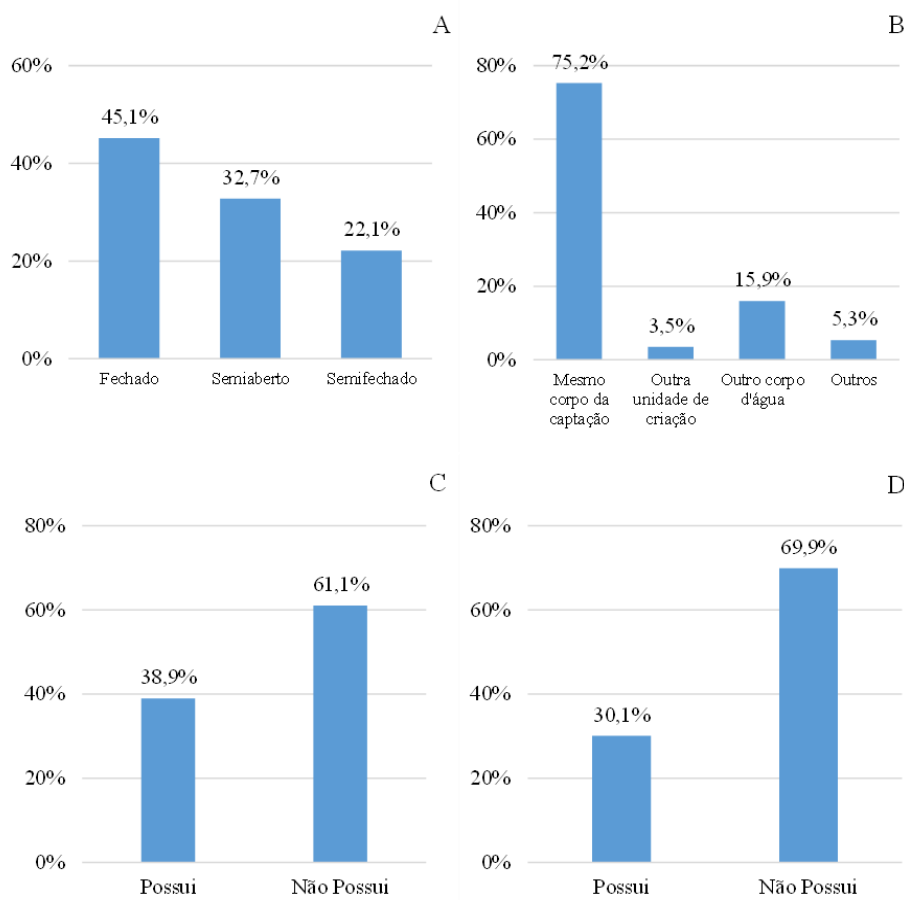 A
60%
45,1%
40%
32,7%
22,1%
20%
0%
Fechado
Semiaberto
Semifechado
B
80%
75,2%
60%
40%
20%
15,9%
3,5%
5,3%
0%
Mesmo
corpo da
captação
Outra
unidade de
criação
Outro corpo
d'água
Outros
C
80%
61,1%
60%
38,9%
40%
20%
0%
Possui
Não Possui
D
80%
69,9%
60%
40%
30,1%
20%
0%
Possui
Não Possui